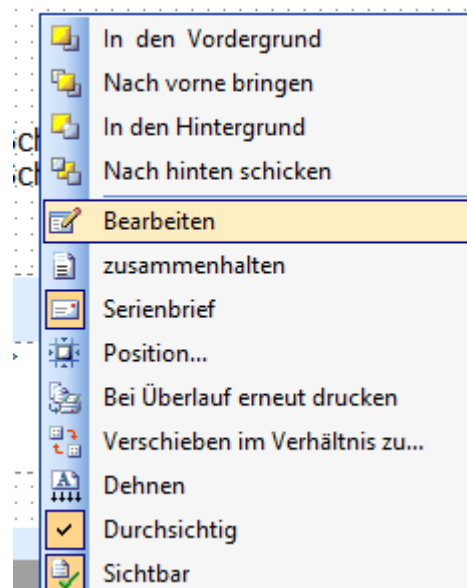 In den Vordergrund
Nach vorne bringen
In den Hintergrund
Nach hinten schicken
Bearbeiten
zusammenhalten
Serienbrief
Position...
Bei Überlauf erneut drucken
Verschieben im Verhältnis zu...
Dehnen
Durchsichtig
Sichtbar